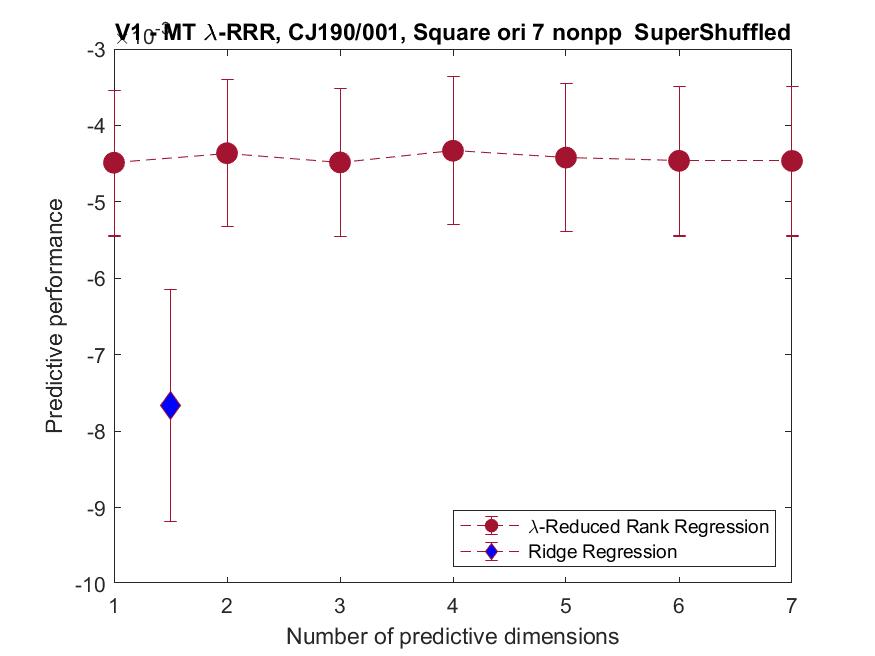 V1 - MT λ-RRR, CJ190/001, Square ori 7 nonpp  SuperShuffled
×10⁻³
-3
-4
-5
-6
-7
-8
-9
-10
Predictive performance
1 2 3 4 5 6 7
Number of predictive dimensions
λ-Reduced Rank Regression
Ridge Regression